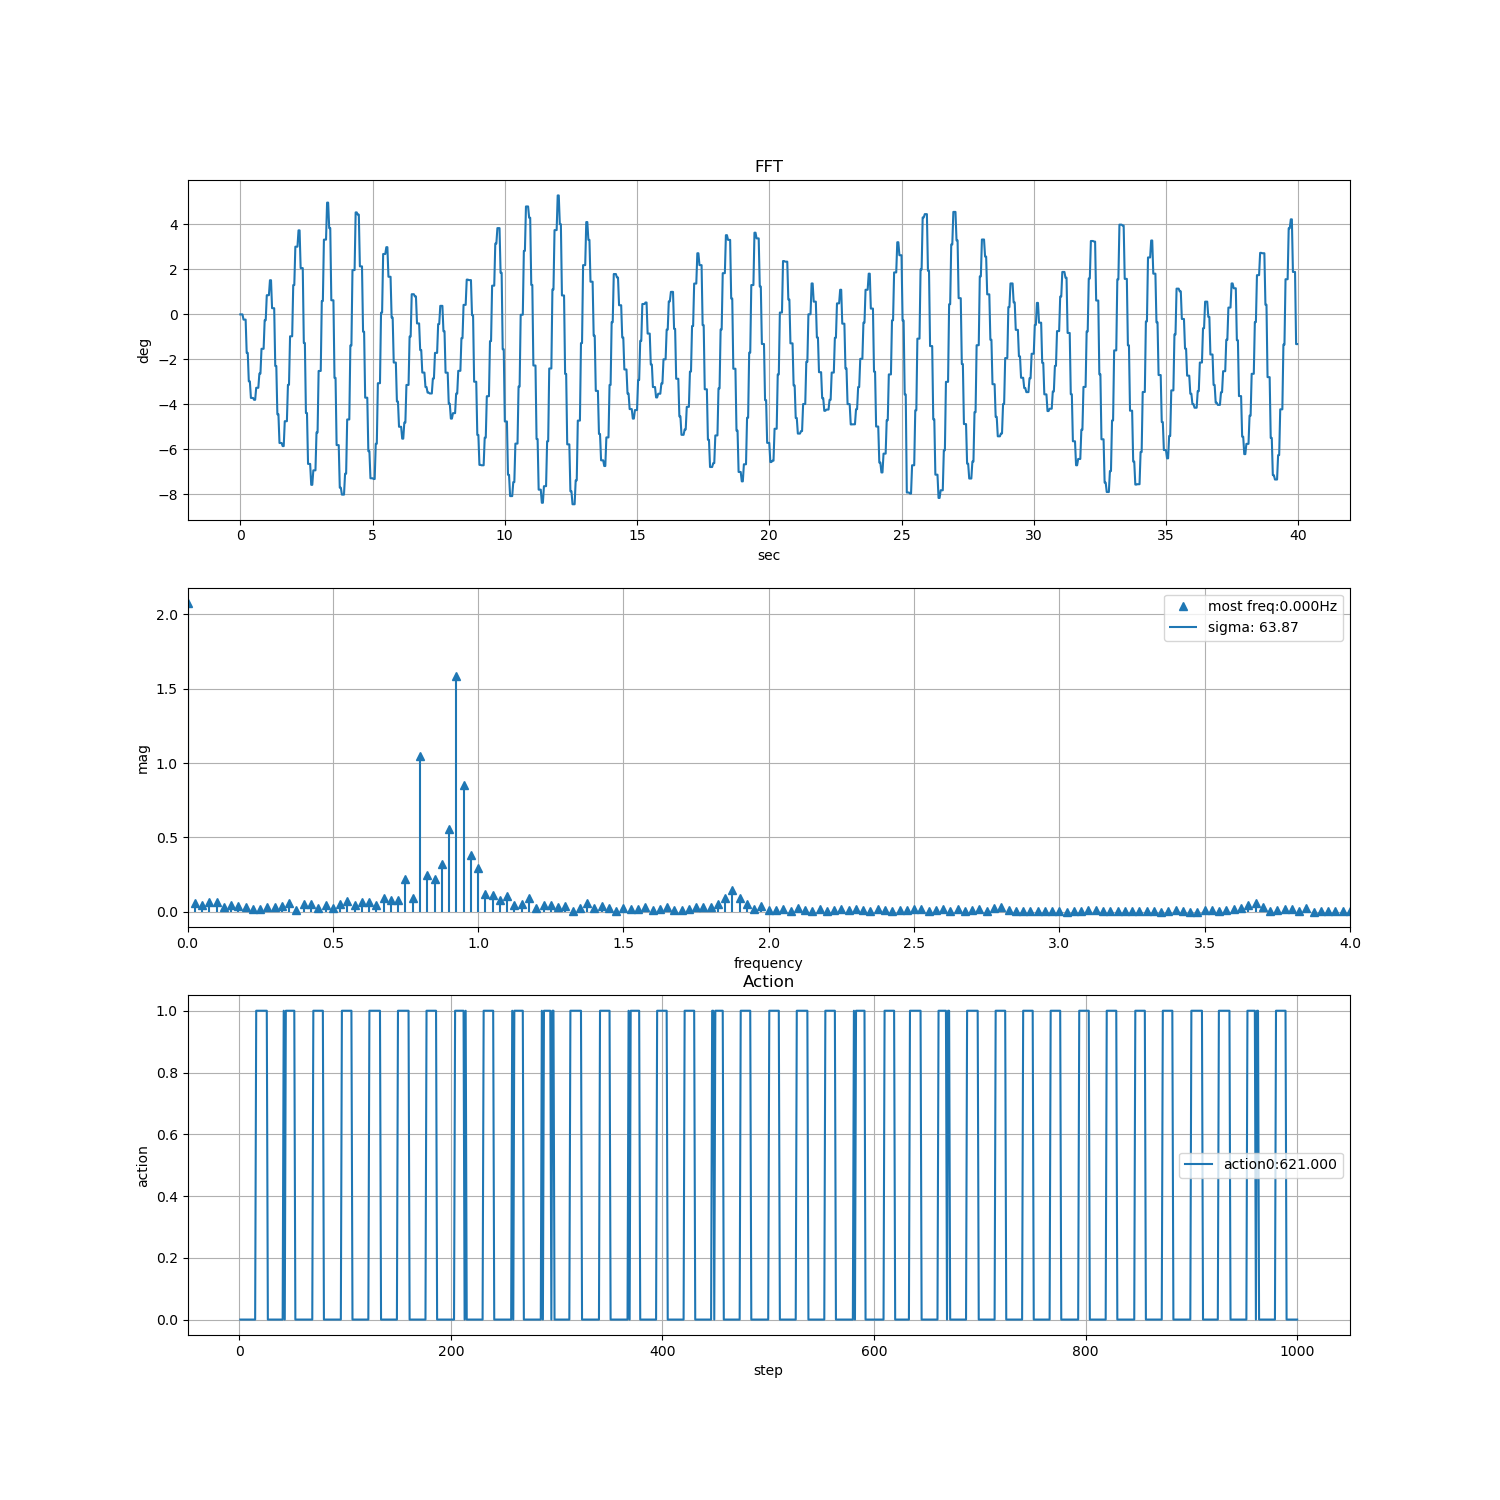 FFT
4
2
0
−2
−4
−6
−8
deg
0 5 10 15 20 25 30 35 40
sec
most freq:0.000Hz
sigma: 63.87
2.0
1.5
1.0
0.5
0.0
mag
0.0 0.5 1.0 1.5 2.0 2.5 3.0 3.5 4.0
frequency
Action
1.0
0.8
0.6
0.4
0.2
0.0
action
action0:621.000
0 200 400 600 800 1000
step